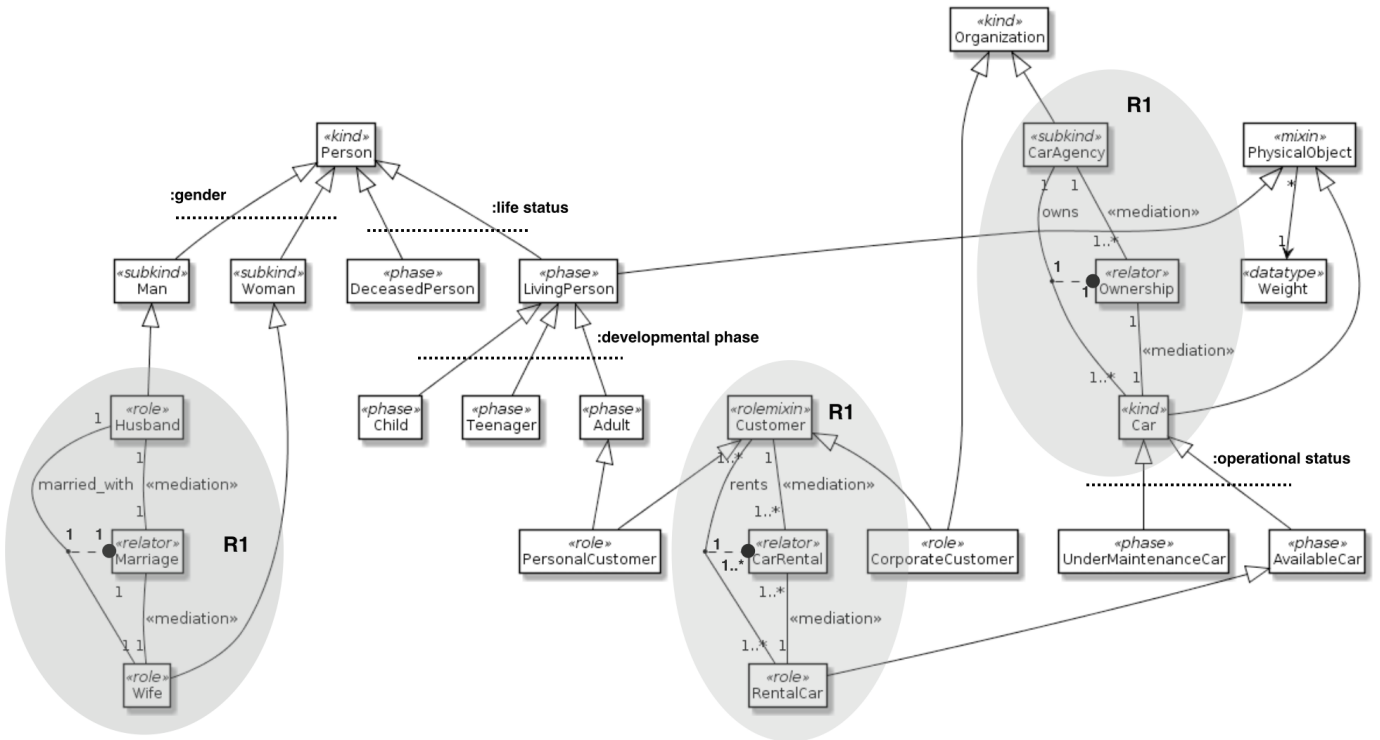 «kind»
Organization
R1
«kind»
Person
«subkind»
CarAgency
«mixin»
PhysicalObject
:gender
:life status
1 1
*
owns
«mediation»
1..*
1
«subkind»
Man
«subkind»
Woman
«phase»
DeceasedPerson
«phase»
LivingPerson
1
1
«relator»
Ownership
«datatype»
Weight
1
:developmental phase
«mediation»
1..* 1
«role»
Husband
1
«phase»
Child
«phase»
Teenager
«phase»
Adult
«rolemixin»
Customer
R1
«kind»
Car
1
1..* 1
:operational status
married_with
«mediation»
rents
«mediation»
1
1..*
1 1
«relator»
Marriage
R1
«role»
PersonalCustomer
1
1..*
«relator»
CarRental
«role»
CorporateCustomer
«phase»
UnderMaintenanceCar
«phase»
AvailableCar
1
1..*
«mediation»
«mediation»
1 1
1..* 1
«role»
Wife
«role»
RentalCar